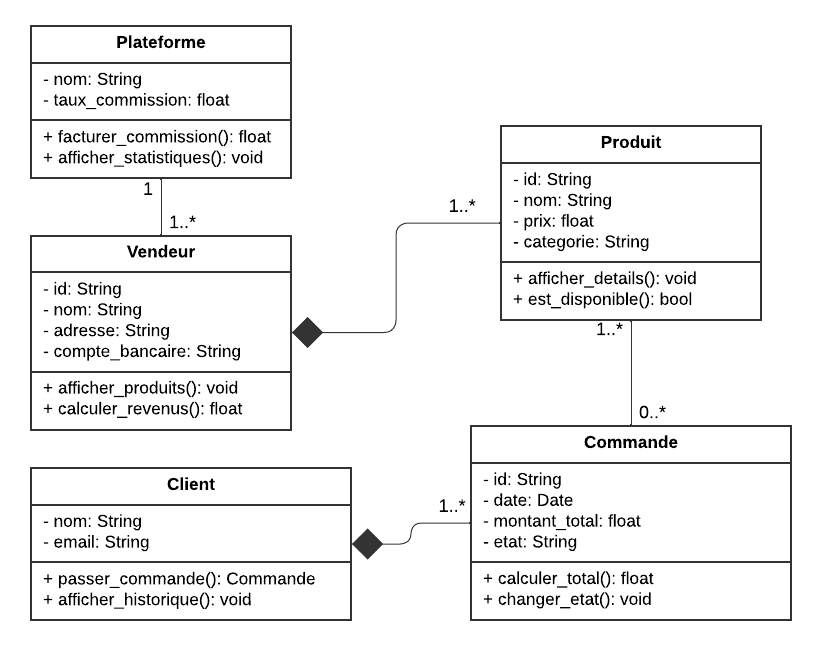 Plateforme
- nom: String
- taux_commission: float
+ facturer_commission(): float
+ afficher_statistiques(): void
1
1..*
Vendeur
- id: String
- nom: String
- adresse: String
- compte_bancaire: String
+ afficher_produits(): void
+ calculer_revenus(): float
1..*
Produit
- id: String
- nom: String
- prix: float
- categorie: String
+ afficher_details(): void
+ est_disponible(): bool
1..*
0..*
Client
- nom: String
- email: String
+ passer_commande(): Commande
+ afficher_historique(): void
1..*
Commande
- id: String
- date: Date
- montant_total: float
- etat: String
+ calculer_total(): float
+ changer_etat(): void